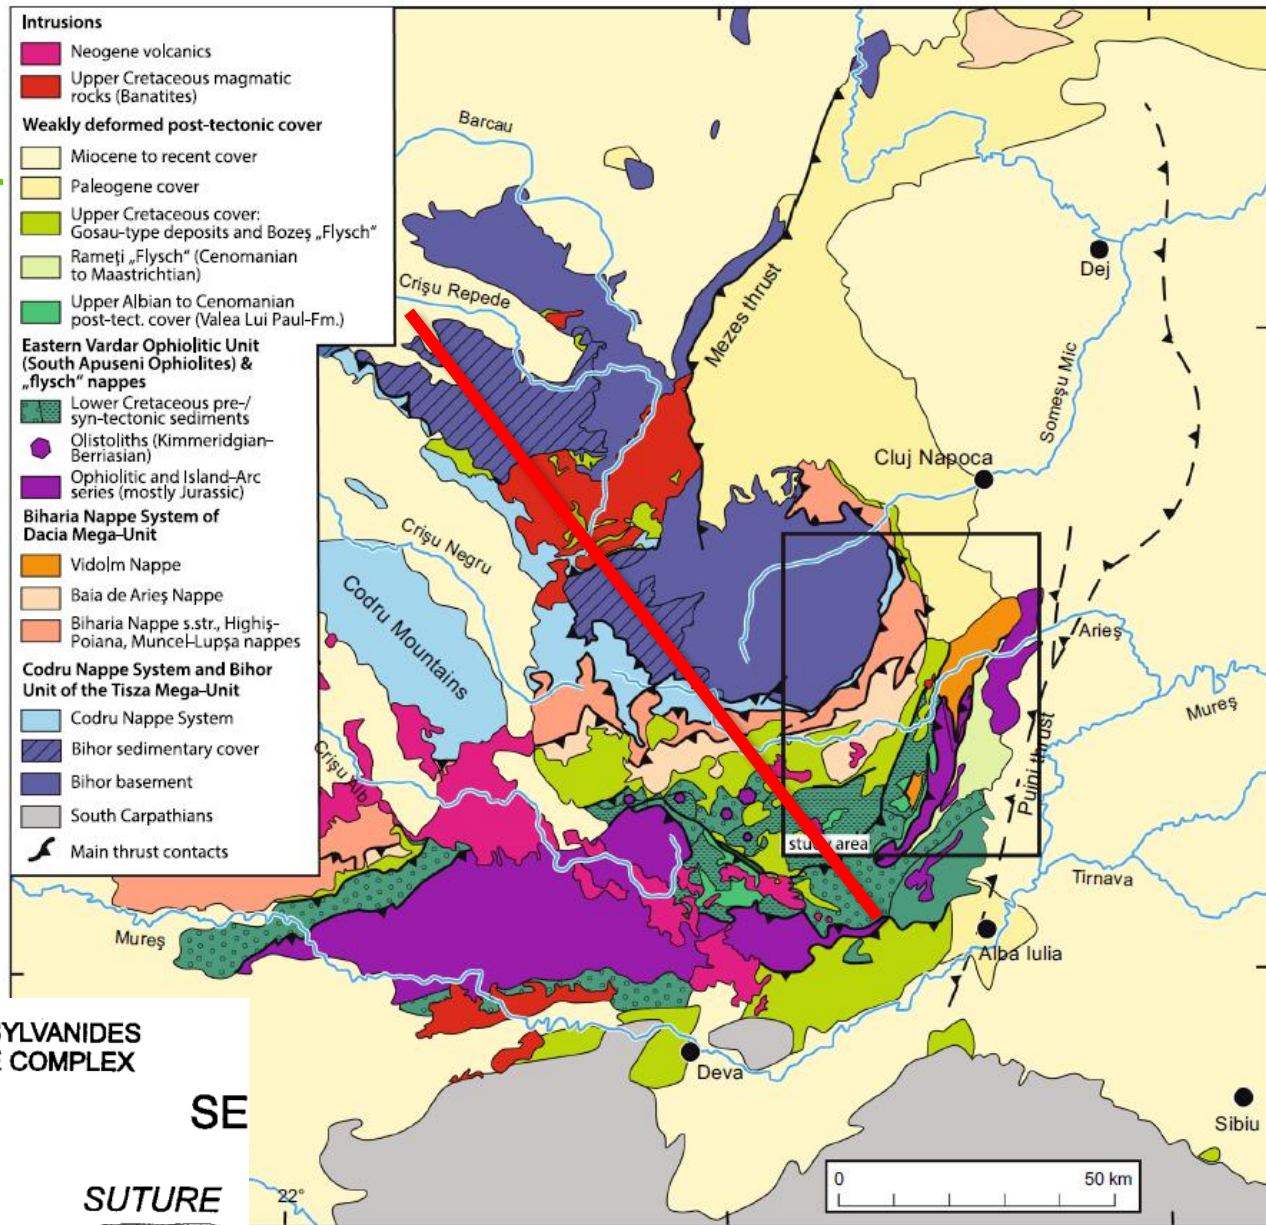 Intrusions
Neogene volcanics
Upper Cretaceous magmatic
rocks (Banatites)
Weakly deformed post-tectonic cover
Miocene to recent cover
Paleogene cover
Upper Cretaceous cover:
Gosau-type deposits and Bozeş „Flysch"
Rameţi „Flysch" (Cenomanian
to Maastrichtian)
Upper Albian to Cenomanian
post-tect. cover (Valea Lui Paul-Fm.)
Eastern Vardar Ophiolitic Unit
(South Apuseni Ophiolites) &
„flysch" nappes
Lower Cretaceous pre-/
syn-tectonic sediments
Olistoliths (Kimmeridgian-
Berriasian)
Ophiolitic and Island-Arc
series (mostly Jurassic)
Biharia Nappe System of
Dacia Mega-Unit
Vidolm Nappe
Baia de Arieş Nappe
Biharia Nappe s.str., Highiş-
Poiana, Muncel-Lupşa nappes
Codru Nappe System and Bihor
Unit of the Tisza Mega-Unit
Codru Nappe System
Bihor sedimentary cover
Bihor basement
South Carpathians
Main thrust contacts
Barcau
Dej
Crişu Repede
Mezes thrust
Someşu Mic
Cluj Napoca
Crişu Negru
Codru Mountains
Arieş
Mureş
Crişu Alb
Puini thrust
study area
Tirnava
Mureş
Alba Iulia
Deva
Sibiu
YLVANIDES
E COMPLEX
SE
SUTURE
22°
0 50 km